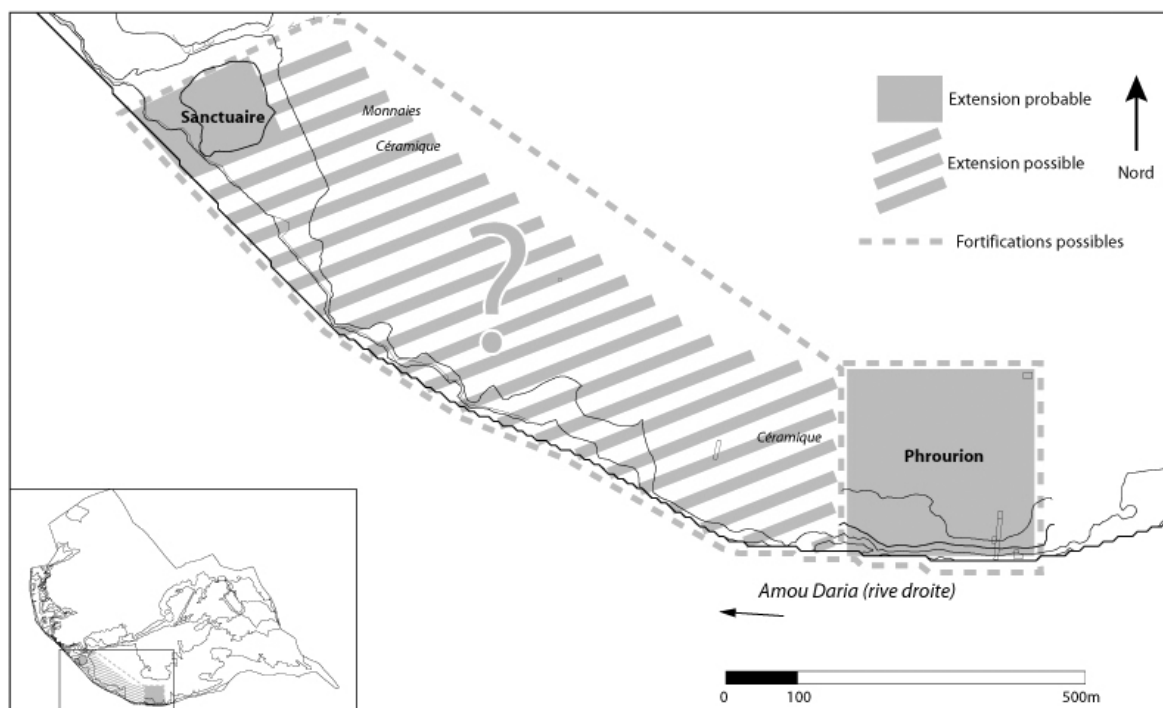 Sanctuaire
Monnaies
Céramique
Extension probable
Extension possible
Nord
Fortifications possibles
?
Céramique
Phrourion
Amou Daria (rive droite)
0 100 500m